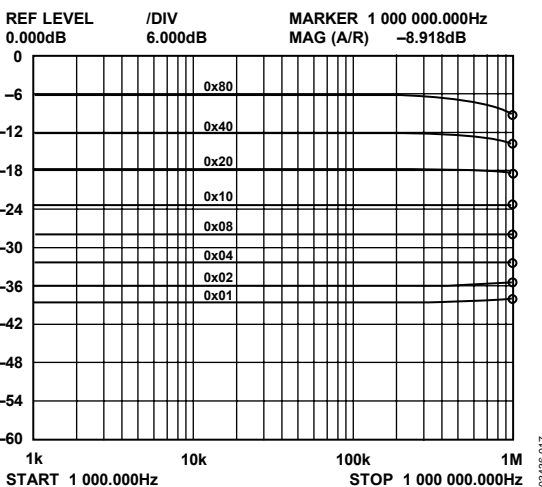 REF LEVEL /DIV MARKER 1 000 000.000Hz
0.000dB 6.000dB MAG (A/R) –8.918dB
0
–6
–12
–18
–24
–30
–36
–42
–48
–54
–60
0x80
0x40
0x20
0x10
0x08
0x04
0x02
0x01
1k 10k 100k 1M
START 1 000.000Hz STOP 1 000 000.000Hz